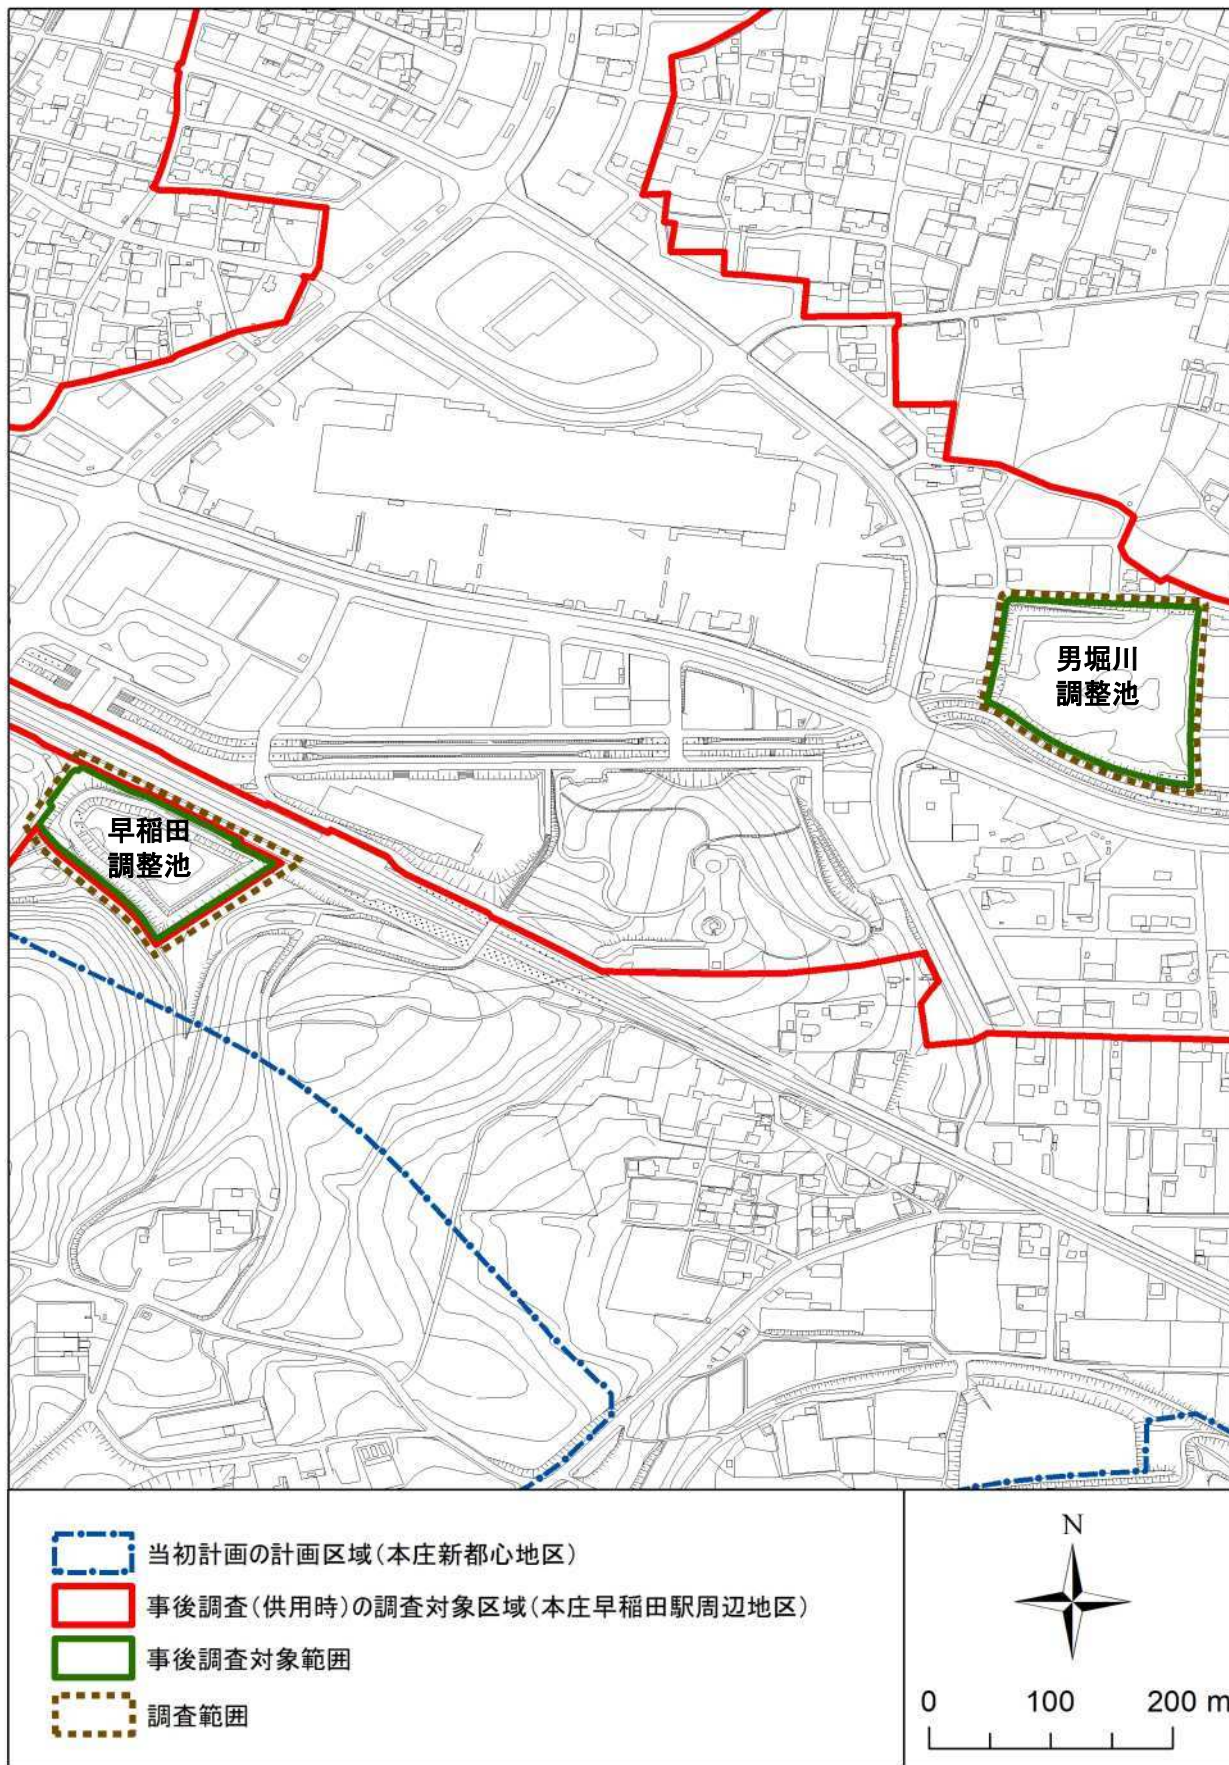 男堀川
調整池
早稲田
調整池
当初計画の計画区域(本庄新都心地区)
事後調査(供用時)の調査対象区域(本庄早稲田駅周辺地区)
事後調査対象範囲
調査範囲
N
0 100 200 m